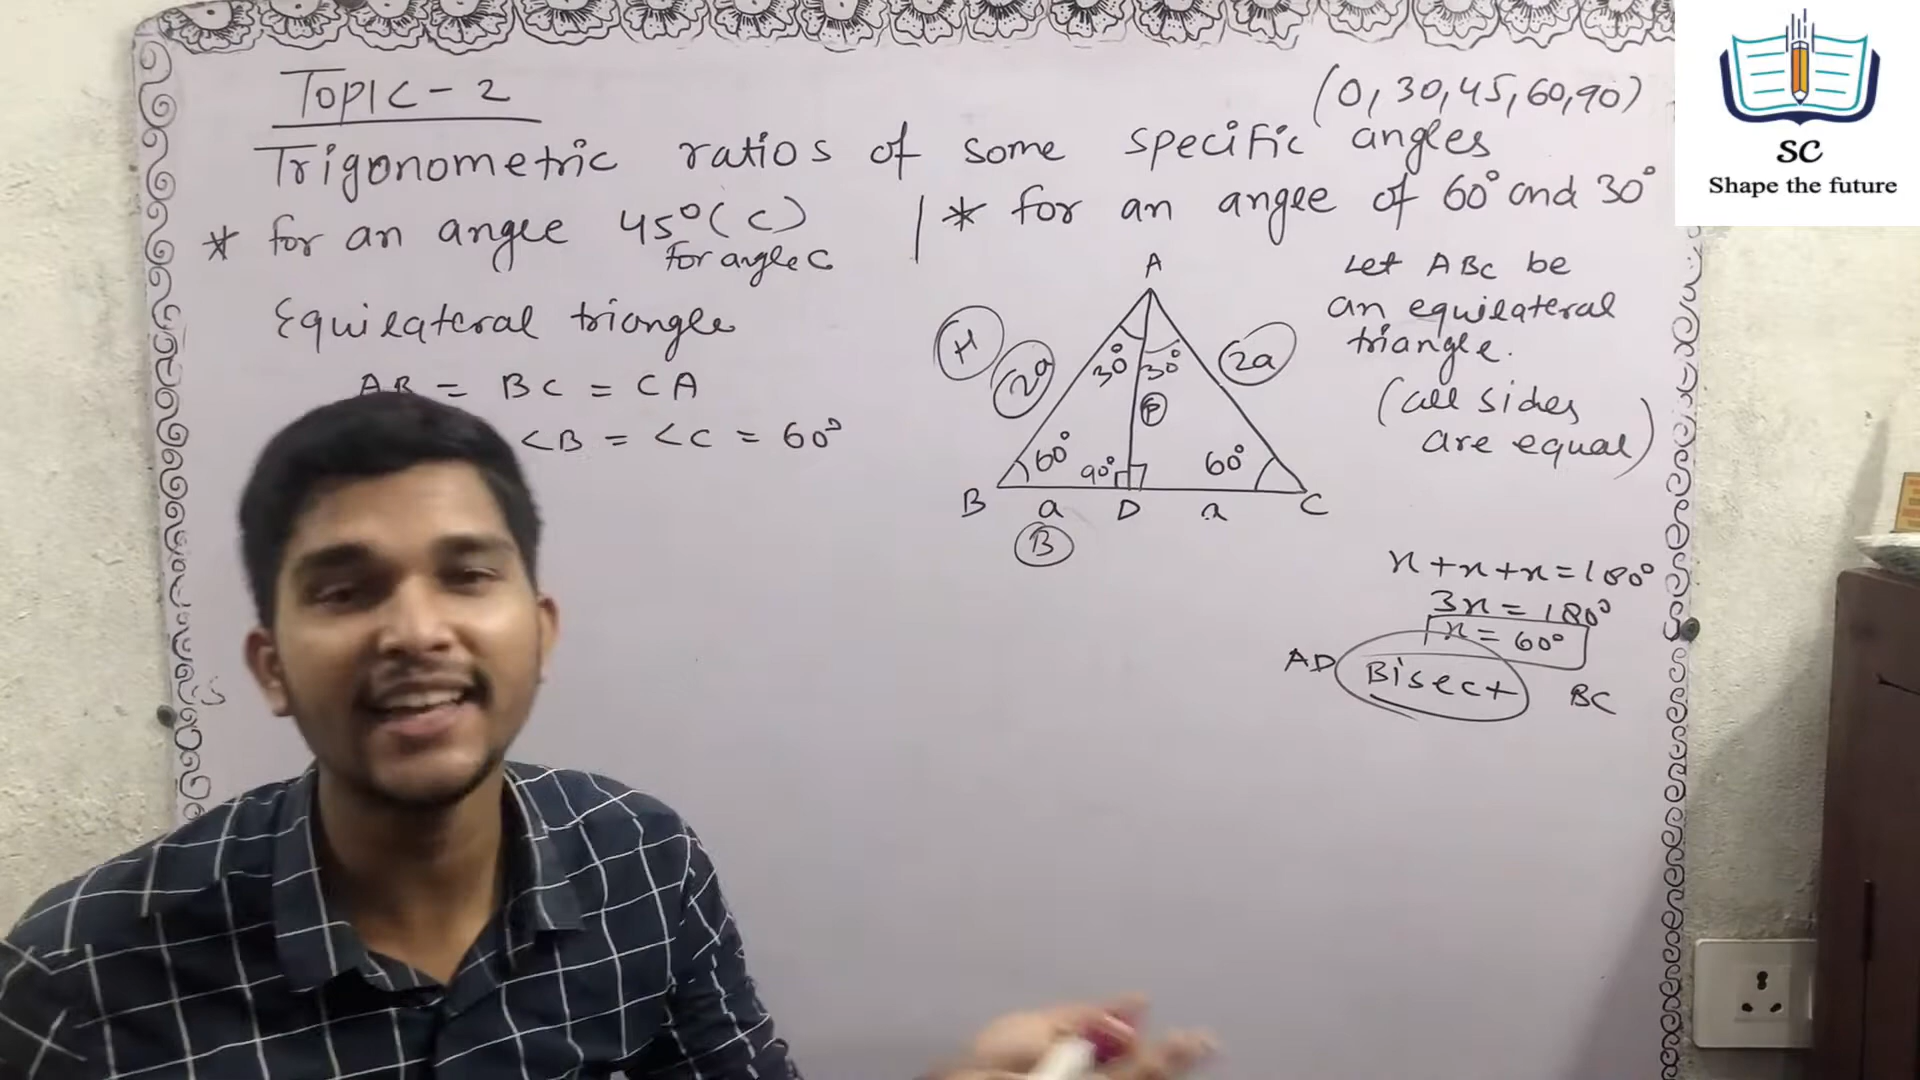 TOPIC - 2
(0, 30, 45, 60, 90)
Trigonometric ratios of some specific angles
* for an angle 45° (C)
for angle C
| * for an angle of 60° and 30°
Equilateral triangle
AB = BC = CA
<B = <C = 60°
Let ABC be
an equilateral
triangle.
(all sides
are equal)
A
H
2a
30°
30°
2a
P
60°
90°
60°
B
a
D
a
C
B
x + x + x = 180°
3x = 180°
x = 60°
AD Bisect BC
SC
Shape the future